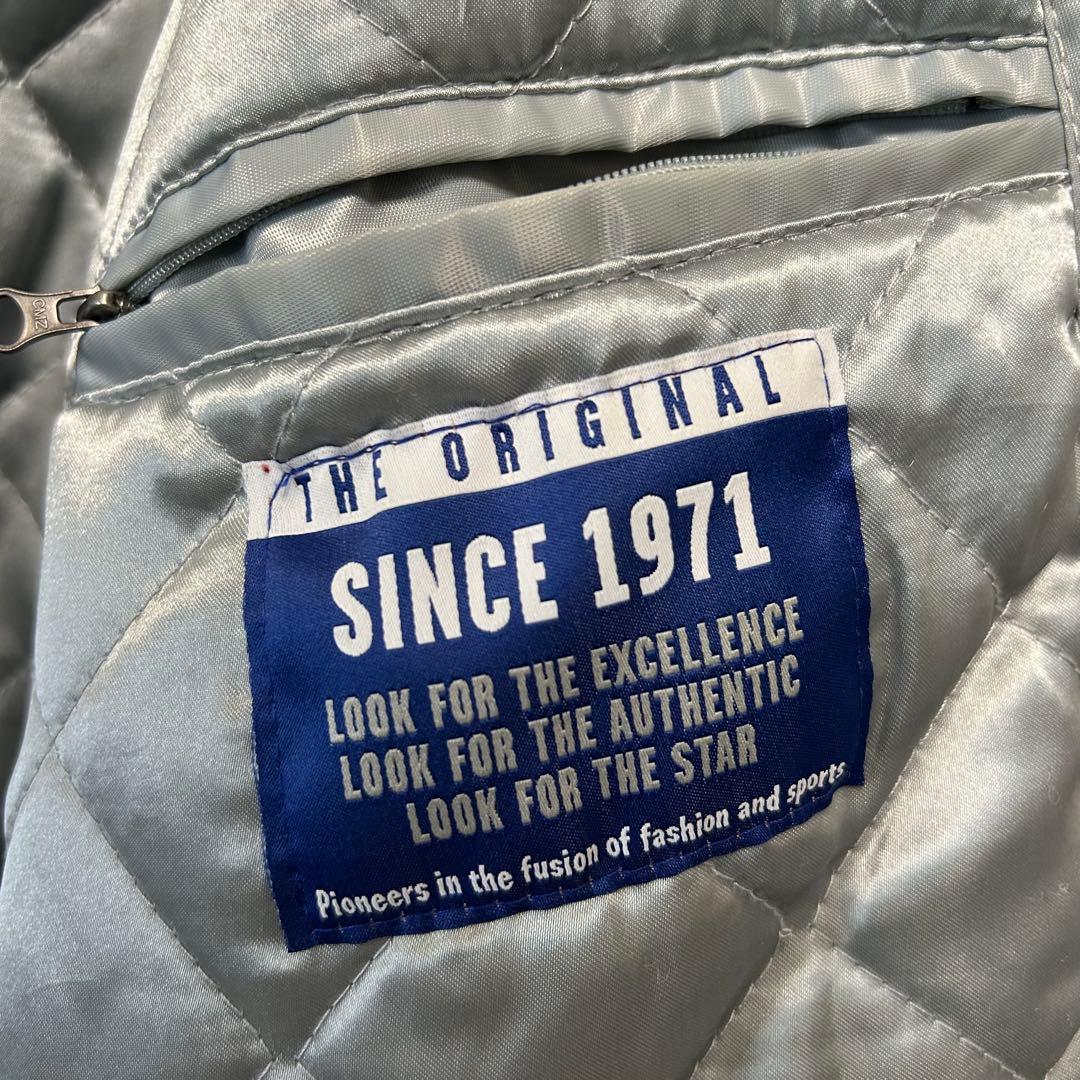 CMZ
THE ORIGINAL
SINCE 1971
LOOK FOR THE EXCELLENCE
LOOK FOR THE AUTHENTIC
LOOK FOR THE STAR
Pioneers in the fusion of fashion and sports